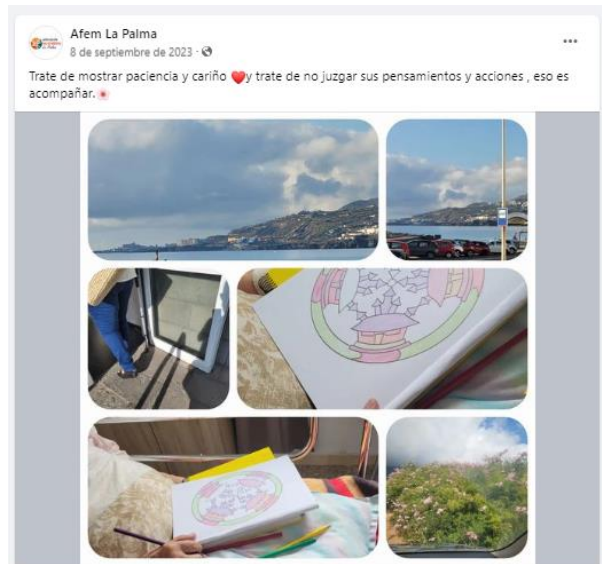 Afem La Palma
8 de septiembre de 2023 ·
Trate de mostrar paciencia y cariño ❤️y trate de no juzgar sus pensamientos y acciones , eso es
acompañar.